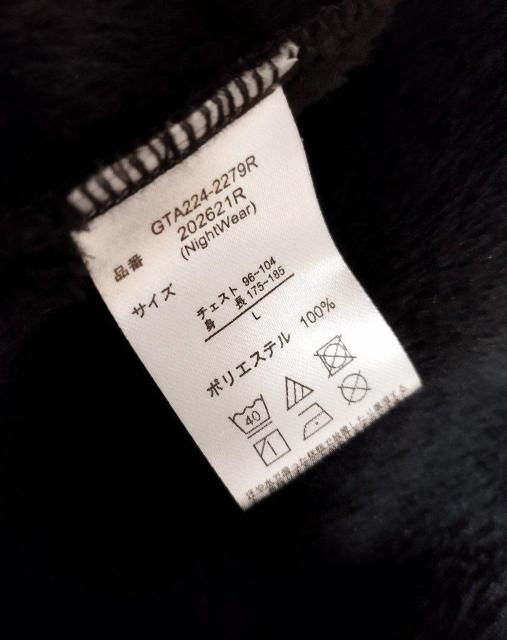 品番 GTA224-2279R
202621R
(NightWear)
サイズ チェスト 96~104
身長 175~185
L
ポリエステル 100%
40